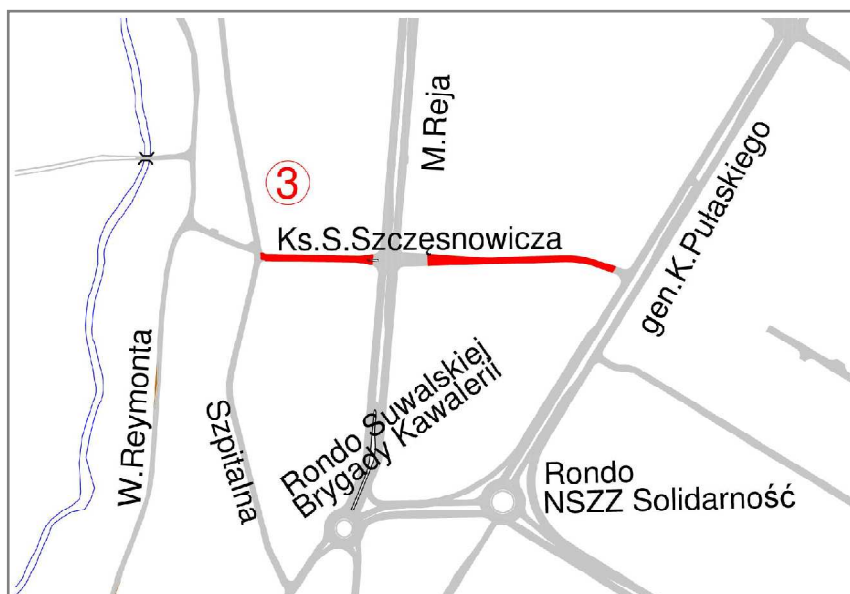 M.Reja
3
Ks.S.Szczęsnowicza
gen.K.Pułaskiego
W.Reymonta
Szpitalna
Rondo Suwalskiej
Brygady Kawalerii
Rondo
NSZZ Solidarność